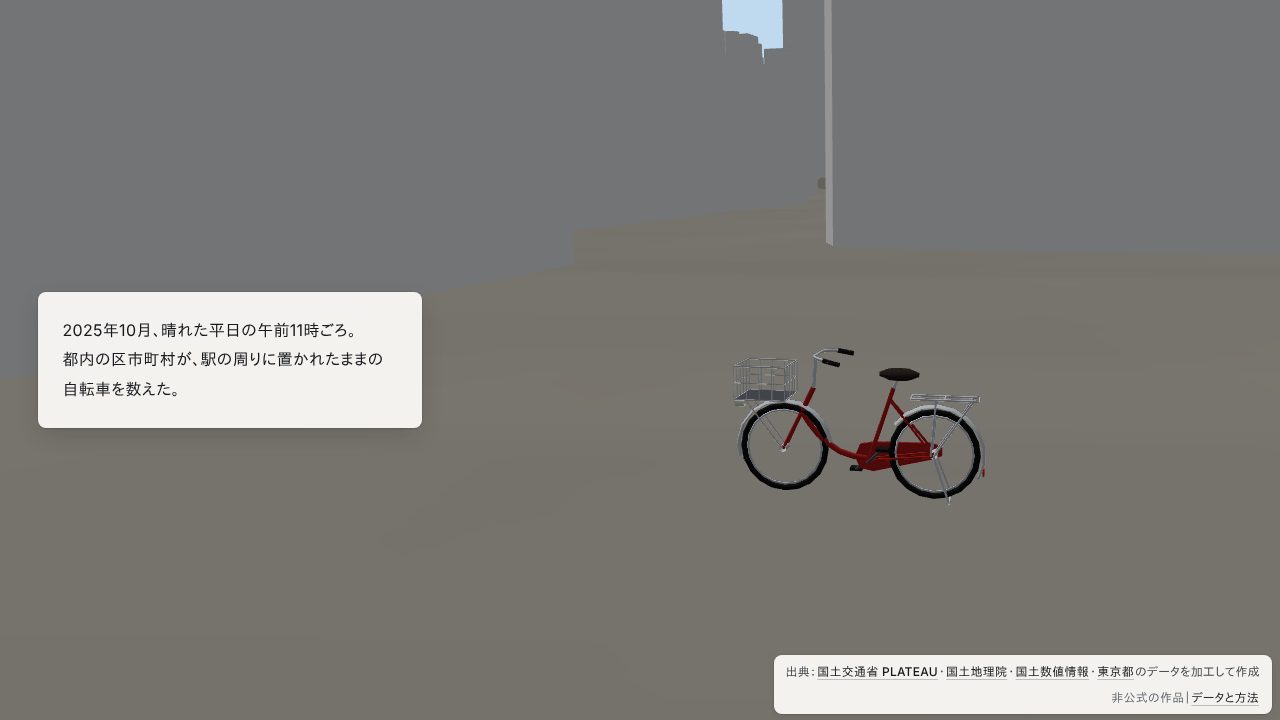 2025年10月、晴れた平日の午前11時ごろ。
都内の区市町村が、駅の周りに置かれたままの
自転車を数えた。
出典：国土交通省 PLATEAU・国土地理院・国土数値情報・東京都のデータを加工して作成
非公式の作品 | データと方法